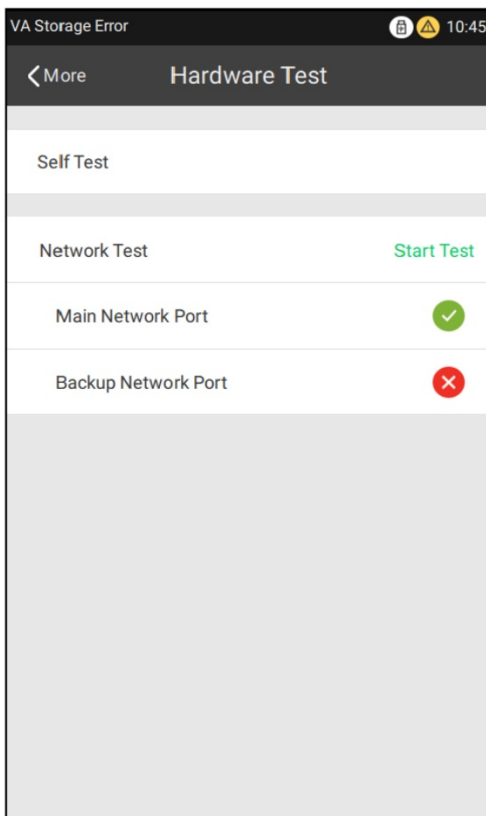 VA Storage Error 10:45
More Hardware Test
Self Test
Network Test Start Test
Main Network Port
Backup Network Port